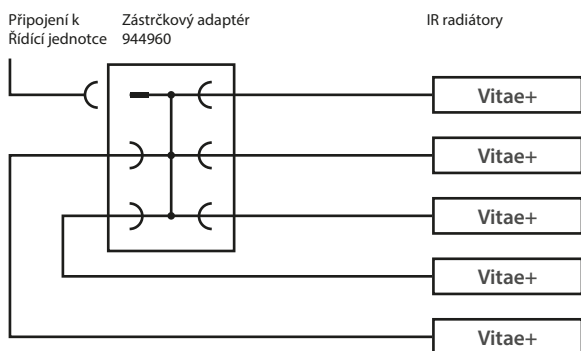 Připojení k
Řídící jednotce
Zástrčkový adaptér
944960
IR radiátory
Vitae+
Vitae+
Vitae+
Vitae+
Vitae+